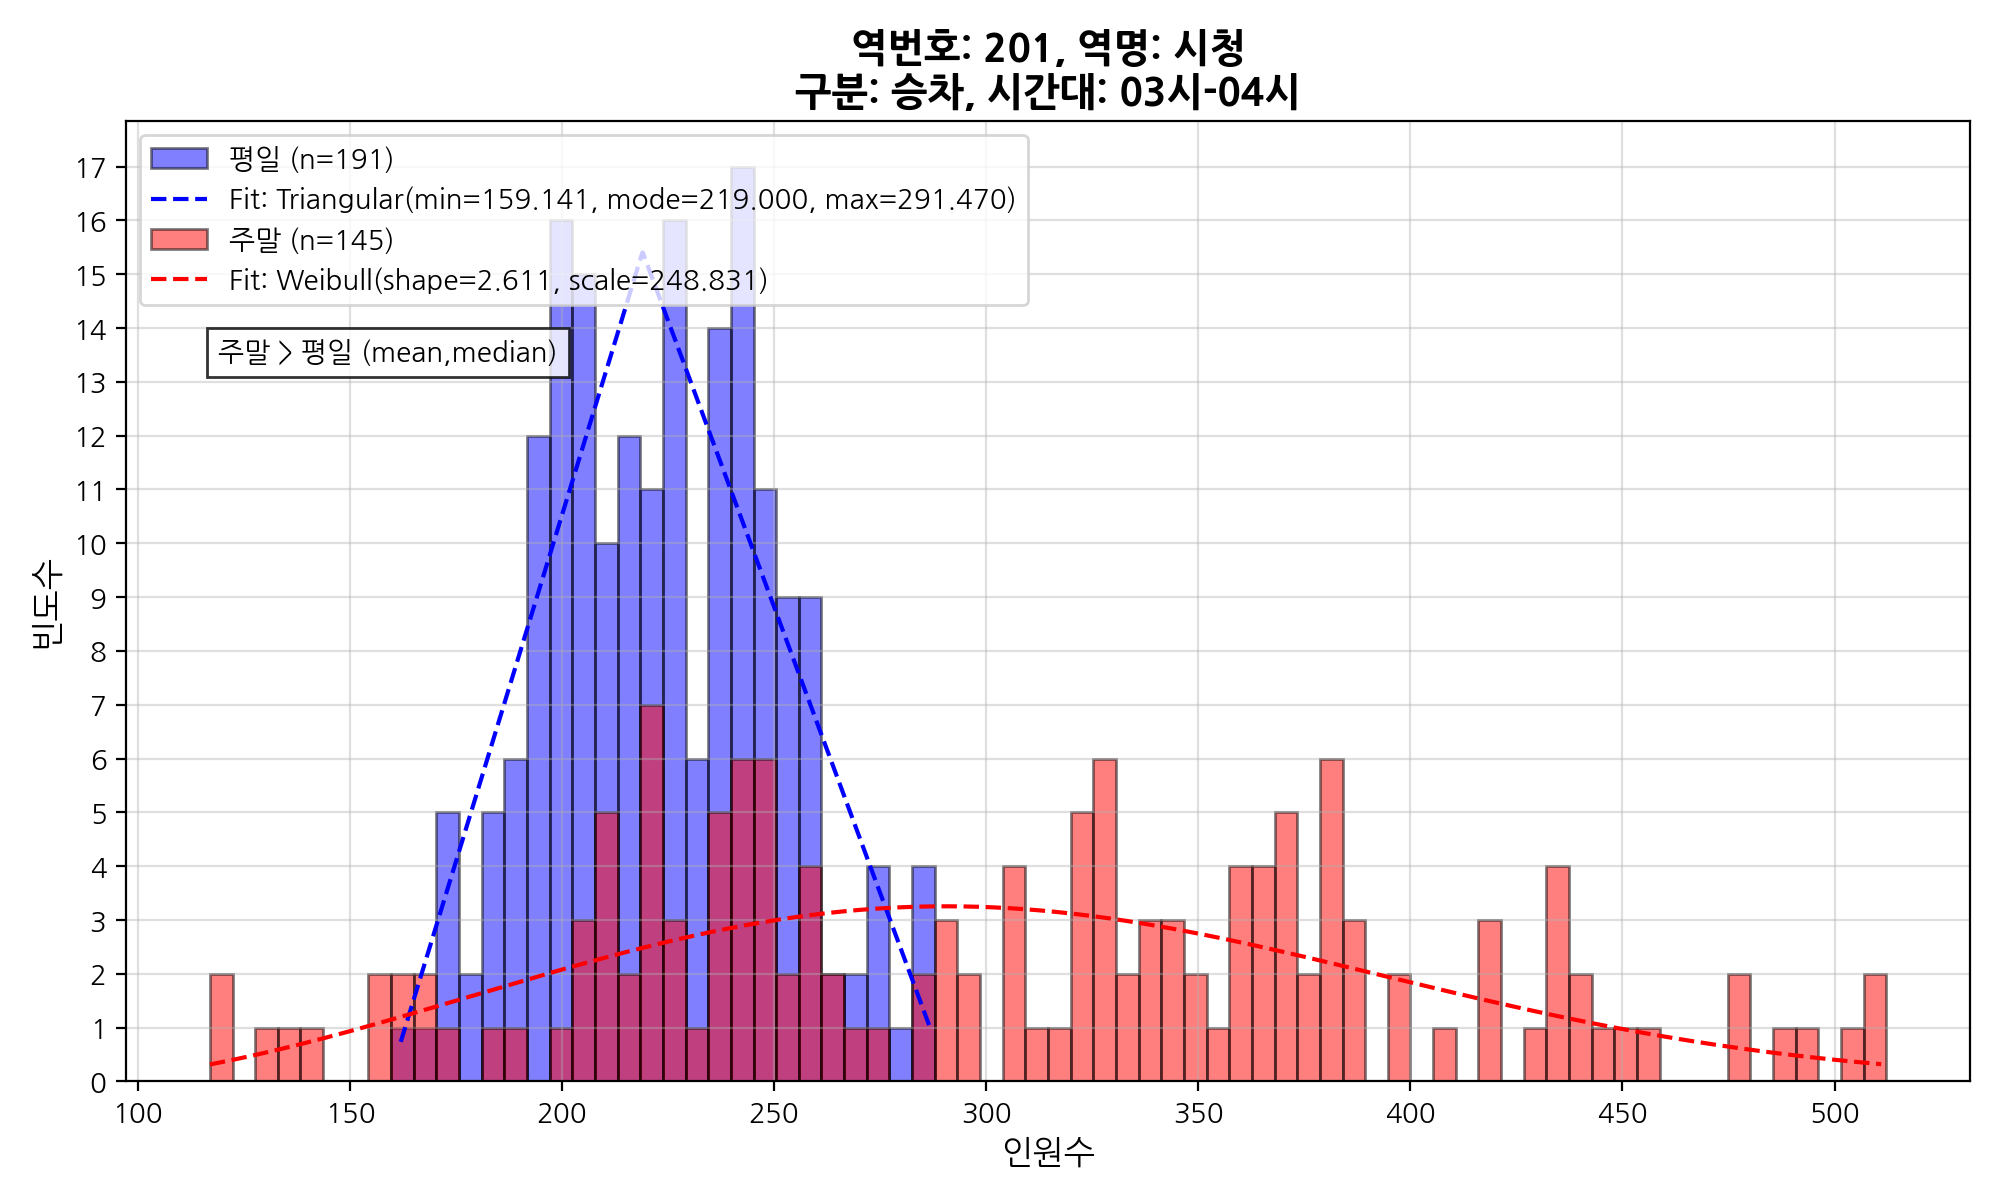 역번호: 201, 역명: 시청
구분: 승차, 시간대: 03시-04시
평일 (n=191)
Fit: Triangular(min=159.141, mode=219.000, max=291.470)
주말 (n=145)
Fit: Weibull(shape=2.611, scale=248.831)
주말 > 평일 (mean,median)
17
16
15
14
13
12
11
10
9
8
7
6
5
4
3
2
1
0
빈도수
100 150 200 250 300 350 400 450 500
인원수